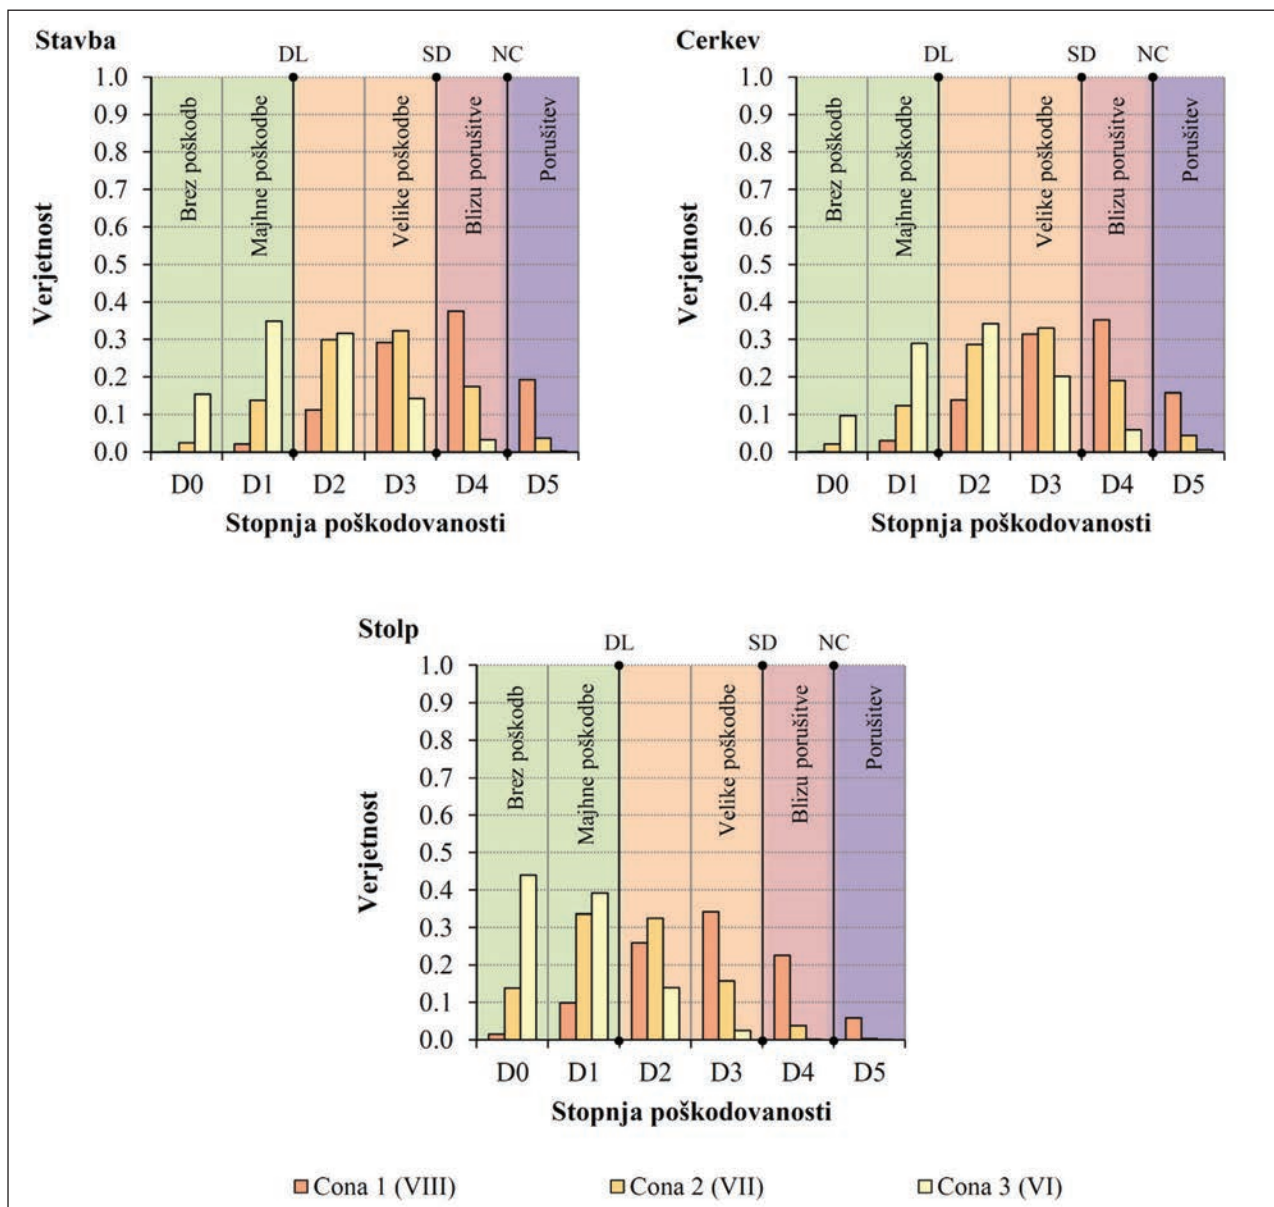 Stavba
DL SD NC
1.0
0.9
0.8
0.7
0.6
0.5
0.4
0.3
0.2
0.1
0.0
Verjetnost
Brez poškodb
Majhne poškodbe
Velike poškodbe
Blizu porušitve
Porušitev
D0 D1 D2 D3 D4 D5
Stopnja poškodovanosti
Cerkev
DL SD NC
1.0
0.9
0.8
0.7
0.6
0.5
0.4
0.3
0.2
0.1
0.0
Verjetnost
Brez poškodb
Majhne poškodbe
Velike poškodbe
Blizu porušitve
Porušitev
D0 D1 D2 D3 D4 D5
Stopnja poškodovanosti
Stolp
DL SD NC
1.0
0.9
0.8
0.7
0.6
0.5
0.4
0.3
0.2
0.1
0.0
Verjetnost
Brez poškodb
Majhne poškodbe
Velike poškodbe
Blizu porušitve
Porušitev
D0 D1 D2 D3 D4 D5
Stopnja poškodovanosti
Cona 1 (VIII) Cona 2 (VII) Cona 3 (VI)